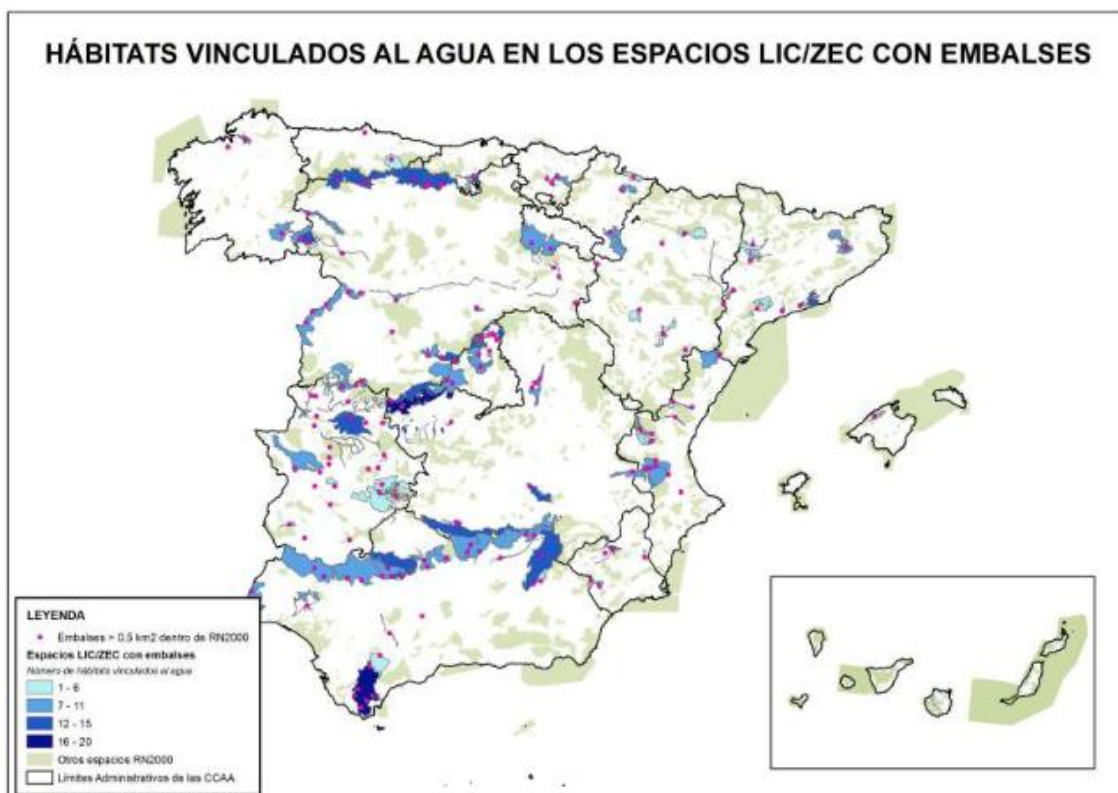 HÁBITATS VINCULADOS AL AGUA EN LOS ESPACIOS LIC/ZEC CON EMBALSES
LEYENDA
Embalses > 0.5 km2 dentro de RN2000
Espacios LIC/ZEC con embalses
Número de hábitats vinculados al agua
1 - 6
7 - 11
12 - 15
16 - 20
Otros espacios RN2000
Límites Administrativos de las CCAA